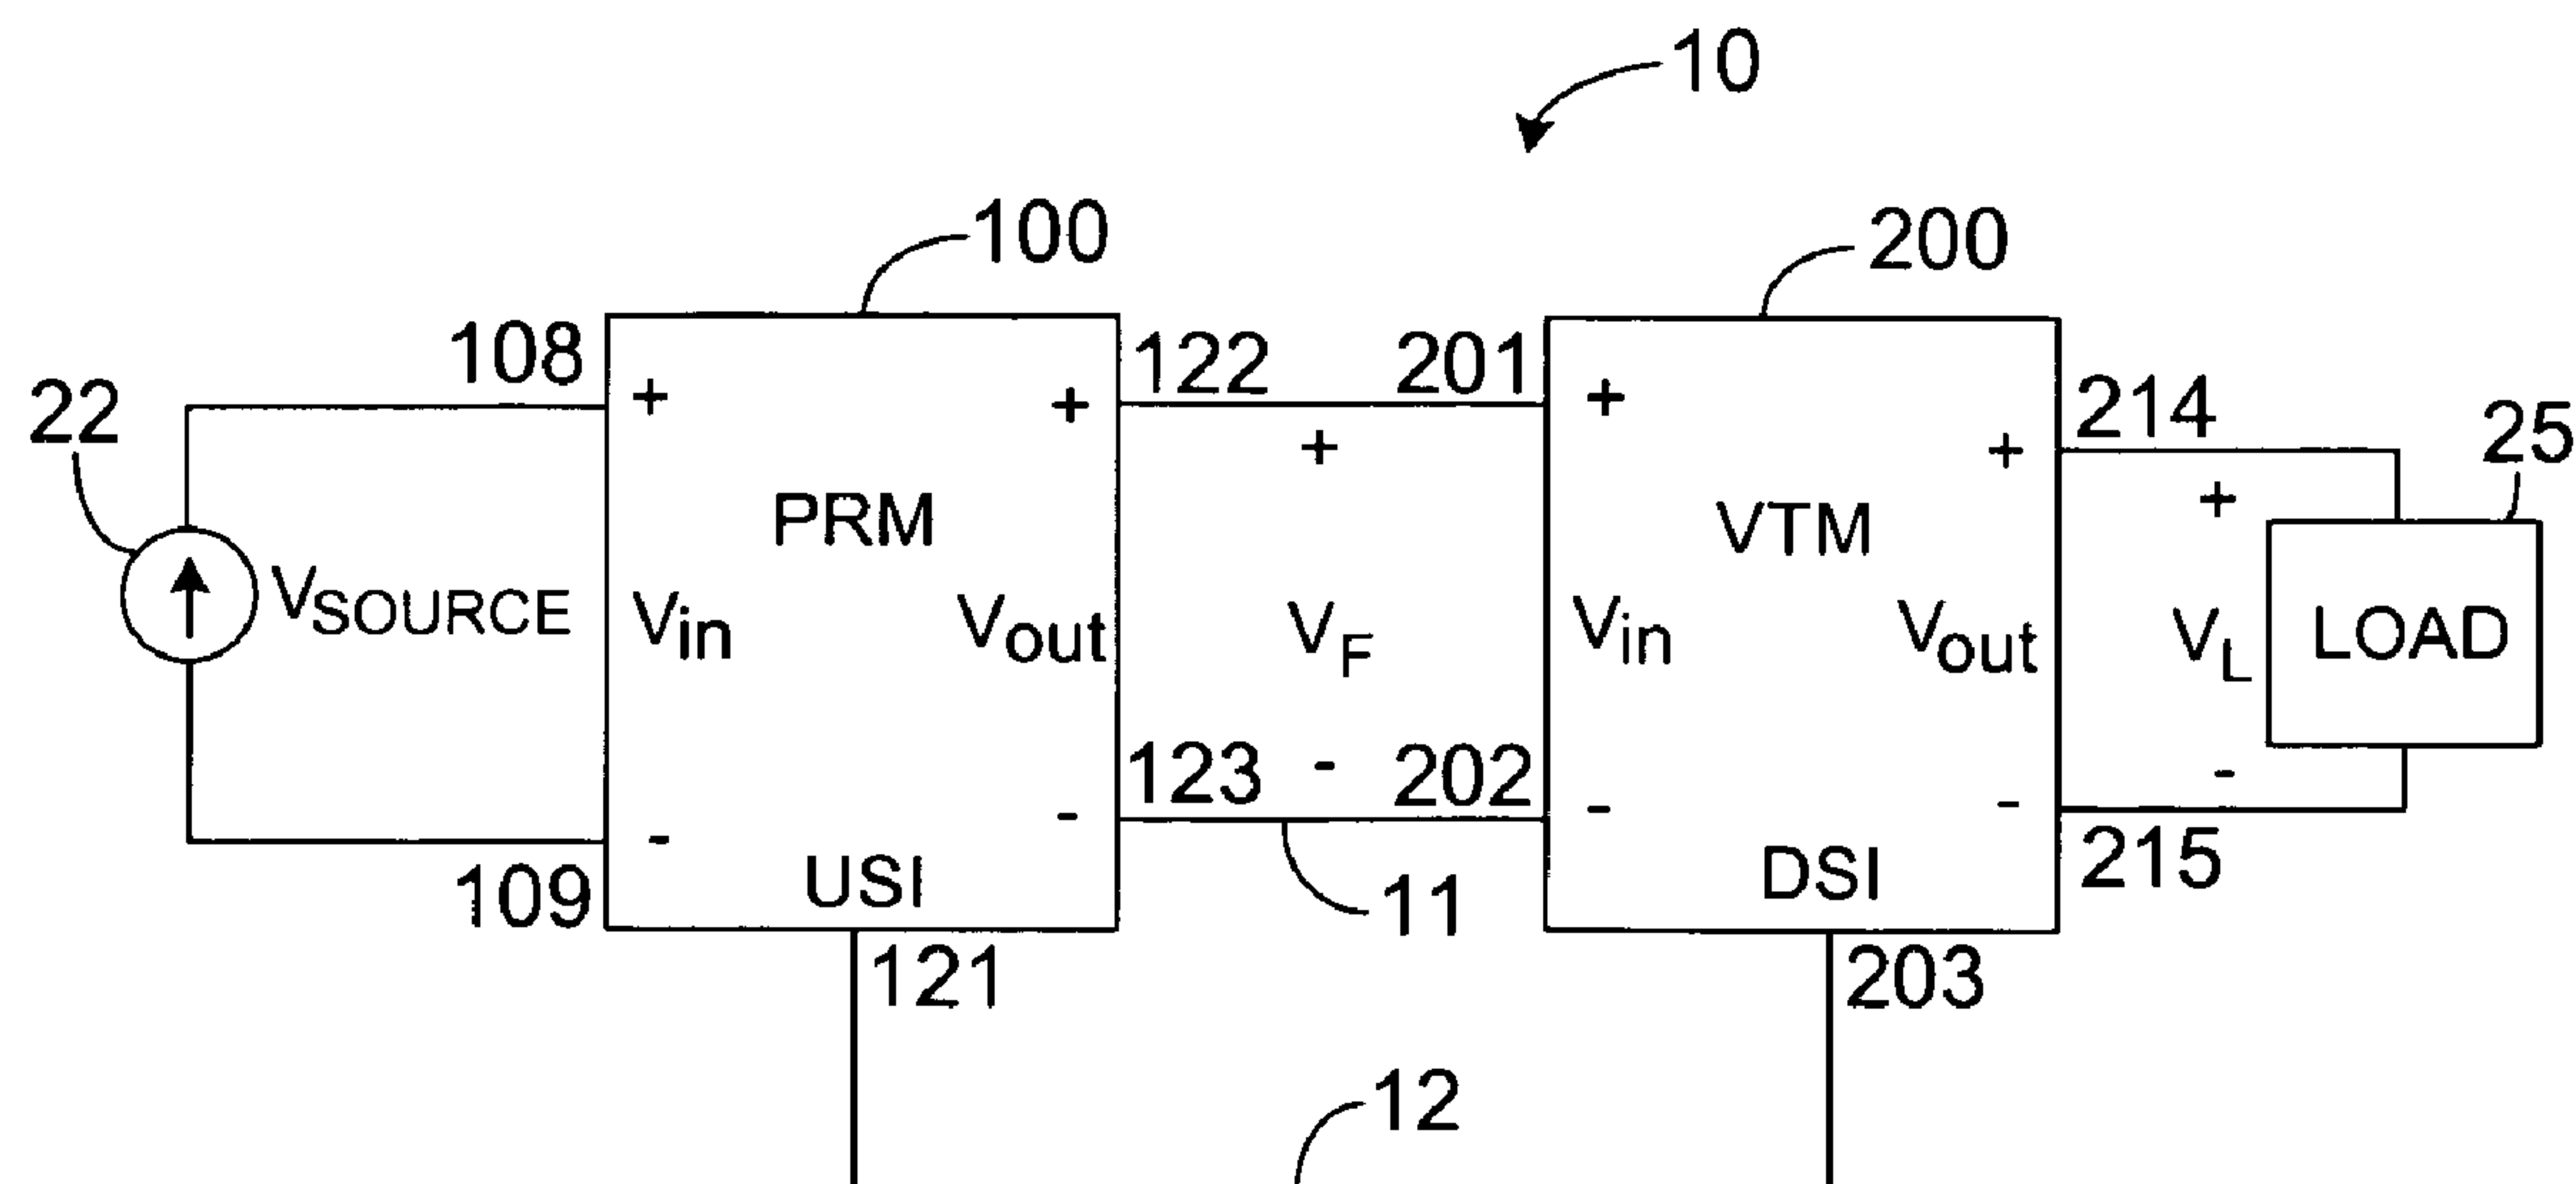 10
100
200
108
122
201
214
25
22
+
+
+
+
+
+
PRM
VTM
VSOURCE
Vin
Vout
VF
Vin
Vout
VL
LOAD
123
-
202
-
-
-
-
-
109
USI
11
DSI
215
121
203
12